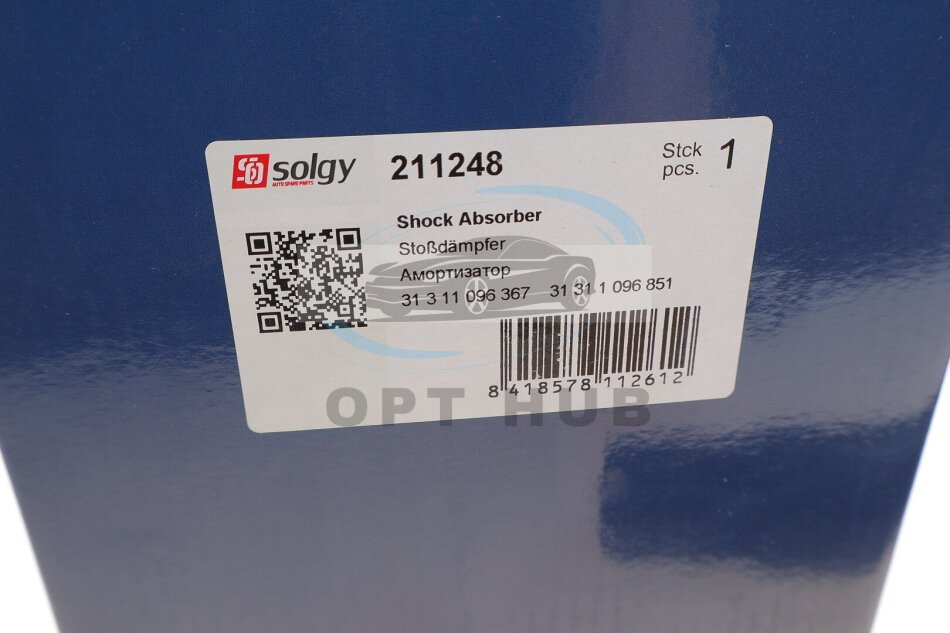 solgy
AUTO SPARE PARTS
211248
Stck
pcs. 1
Shock Absorber
Stoßdämpfer
Амортизатор
31 3 11 096 367 31 31 1 096 851
8 418578 112612
OPT HUB